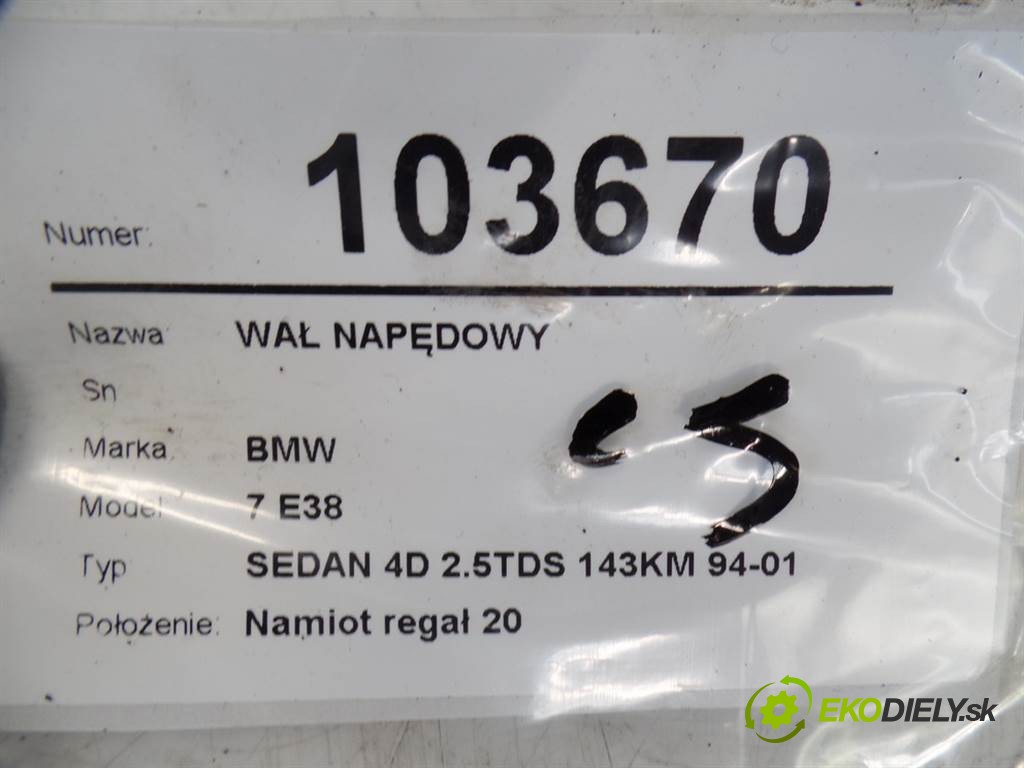 Numer: 103670
Nazwa: WAŁ NAPĘDOWY
Sn
Marka: BMW
Model: 7 E38
Typ SEDAN 4D 2.5TDS 143KM 94-01
Położenie: Namiot regał 20
EKODIELY.sk